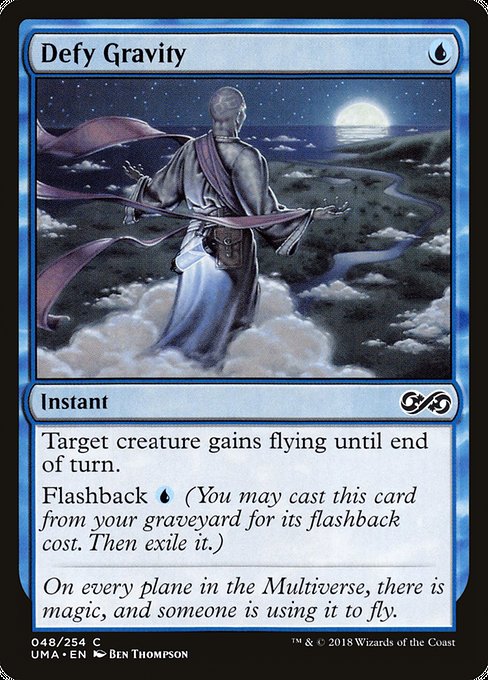 Defy Gravity
Instant
Target creature gains flying until end
of turn.
Flashback (You may cast this card
from your graveyard for its flashback
cost. Then exile it.)
On every plane in the Multiverse, there is
magic, and someone is using it to fly.
048/254 C
UMA • EN Ben Thompson
™ & © 2018 Wizards of the Coast